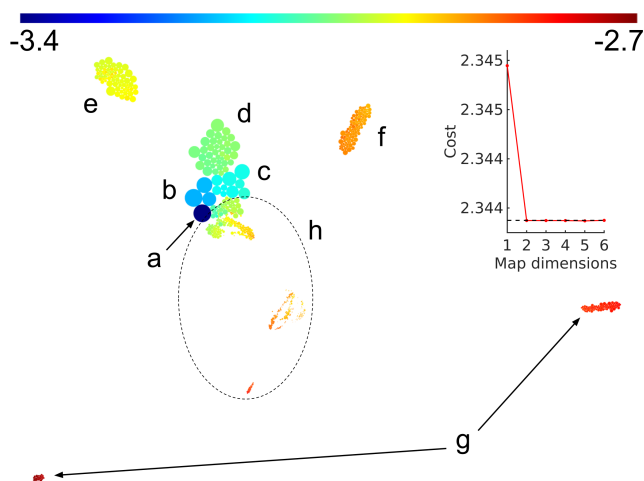 -3.4
-2.7
e
d
f
c
b
a
h
g
2.345
2.345
2.344
2.344
Cost
1 2 3 4 5 6
Map dimensions